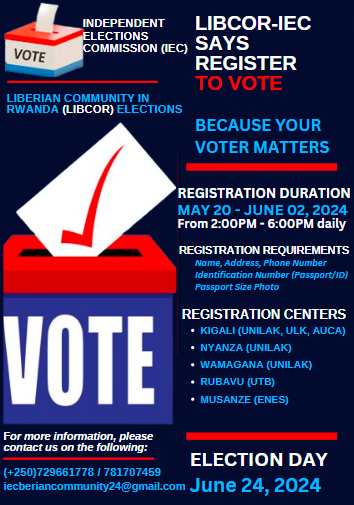 VOTE
INDEPENDENT
ELECTIONS
COMMISSION (IEC)
LIBERIAN COMMUNITY IN
RWANDA (LIBCOR) ELECTIONS
LIBCOR-IEC
SAYS
REGISTER
TO VOTE
BECAUSE YOUR
VOTER MATTERS
REGISTRATION DURATION
MAY 20 - JUNE 02, 2024
From 2:00PM - 6:00PM daily
REGISTRATION REQUIREMENTS
Name, Address, Phone Number
Identification Number (Passport/ID)
Passport Size Photo
REGISTRATION CENTERS
• KIGALI (UNILAK, ULK, AUCA)
• NYANZA (UNILAK)
• WAMAGANA (UNILAK)
• RUBAVU (UTB)
• MUSANZE (ENES)
VOTE
For more information, please
contact us on the following:
(+250)729661778 / 781707459
iecberiancommunity24@gmail.com
ELECTION DAY
June 24, 2024